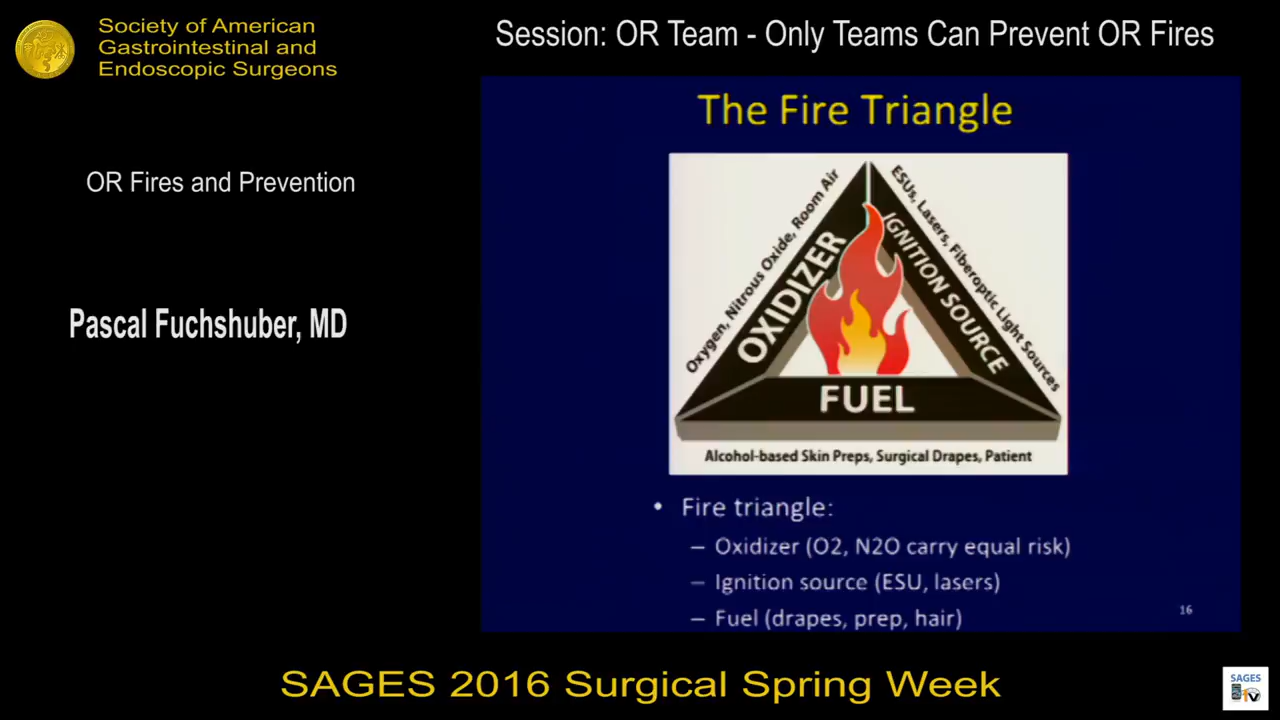 Society of American
Gastrointestinal and
Endoscopic Surgeons
Session: OR Team - Only Teams Can Prevent OR Fires
OR Fires and Prevention
Pascal Fuchshuber, MD
The Fire Triangle
Oxygen, Nitrous Oxide, Room Air
OXIDIZER
IGNITION SOURCE
ESUs, Lasers, Fiberoptic Light Sources
FUEL
Alcohol-based Skin Preps, Surgical Drapes, Patient
• Fire triangle:
– Oxidizer (O2, N2O carry equal risk)
– Ignition source (ESU, lasers)
– Fuel (drapes, prep, hair)
16
SAGES 2016 Surgical Spring Week
SAGES
TV